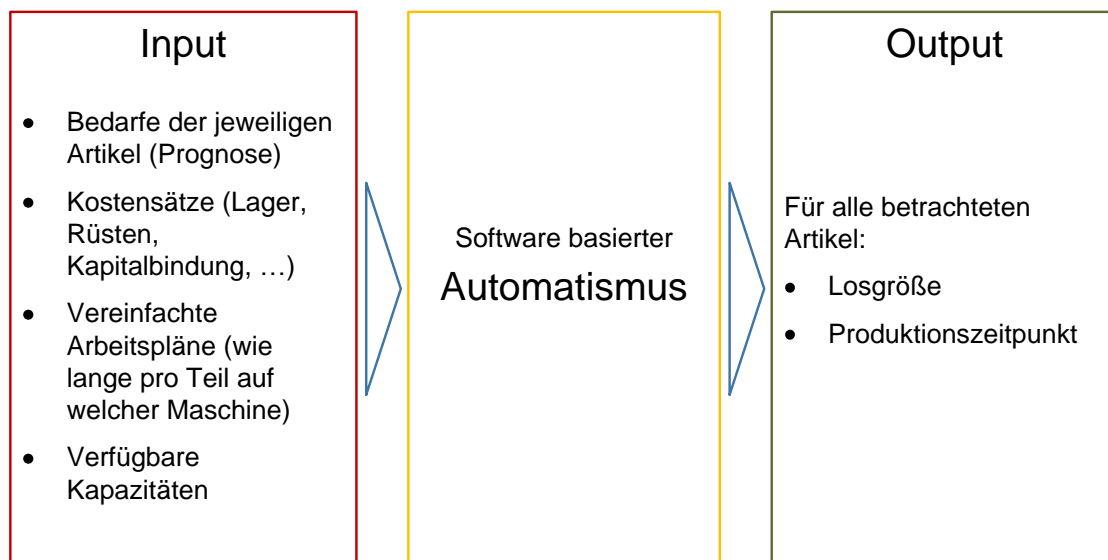 Input
• Bedarfe der jeweiligen
Artikel (Prognose)
• Kostensätze (Lager,
Rüsten,
Kapitalbindung, …)
• Vereinfachte
Arbeitspläne (wie
lange pro Teil auf
welcher Maschine)
• Verfügbare
Kapazitäten
Software basierter
Automatismus
Output
Für alle betrachteten
Artikel:
• Losgröße
• Produktionszeitpunkt